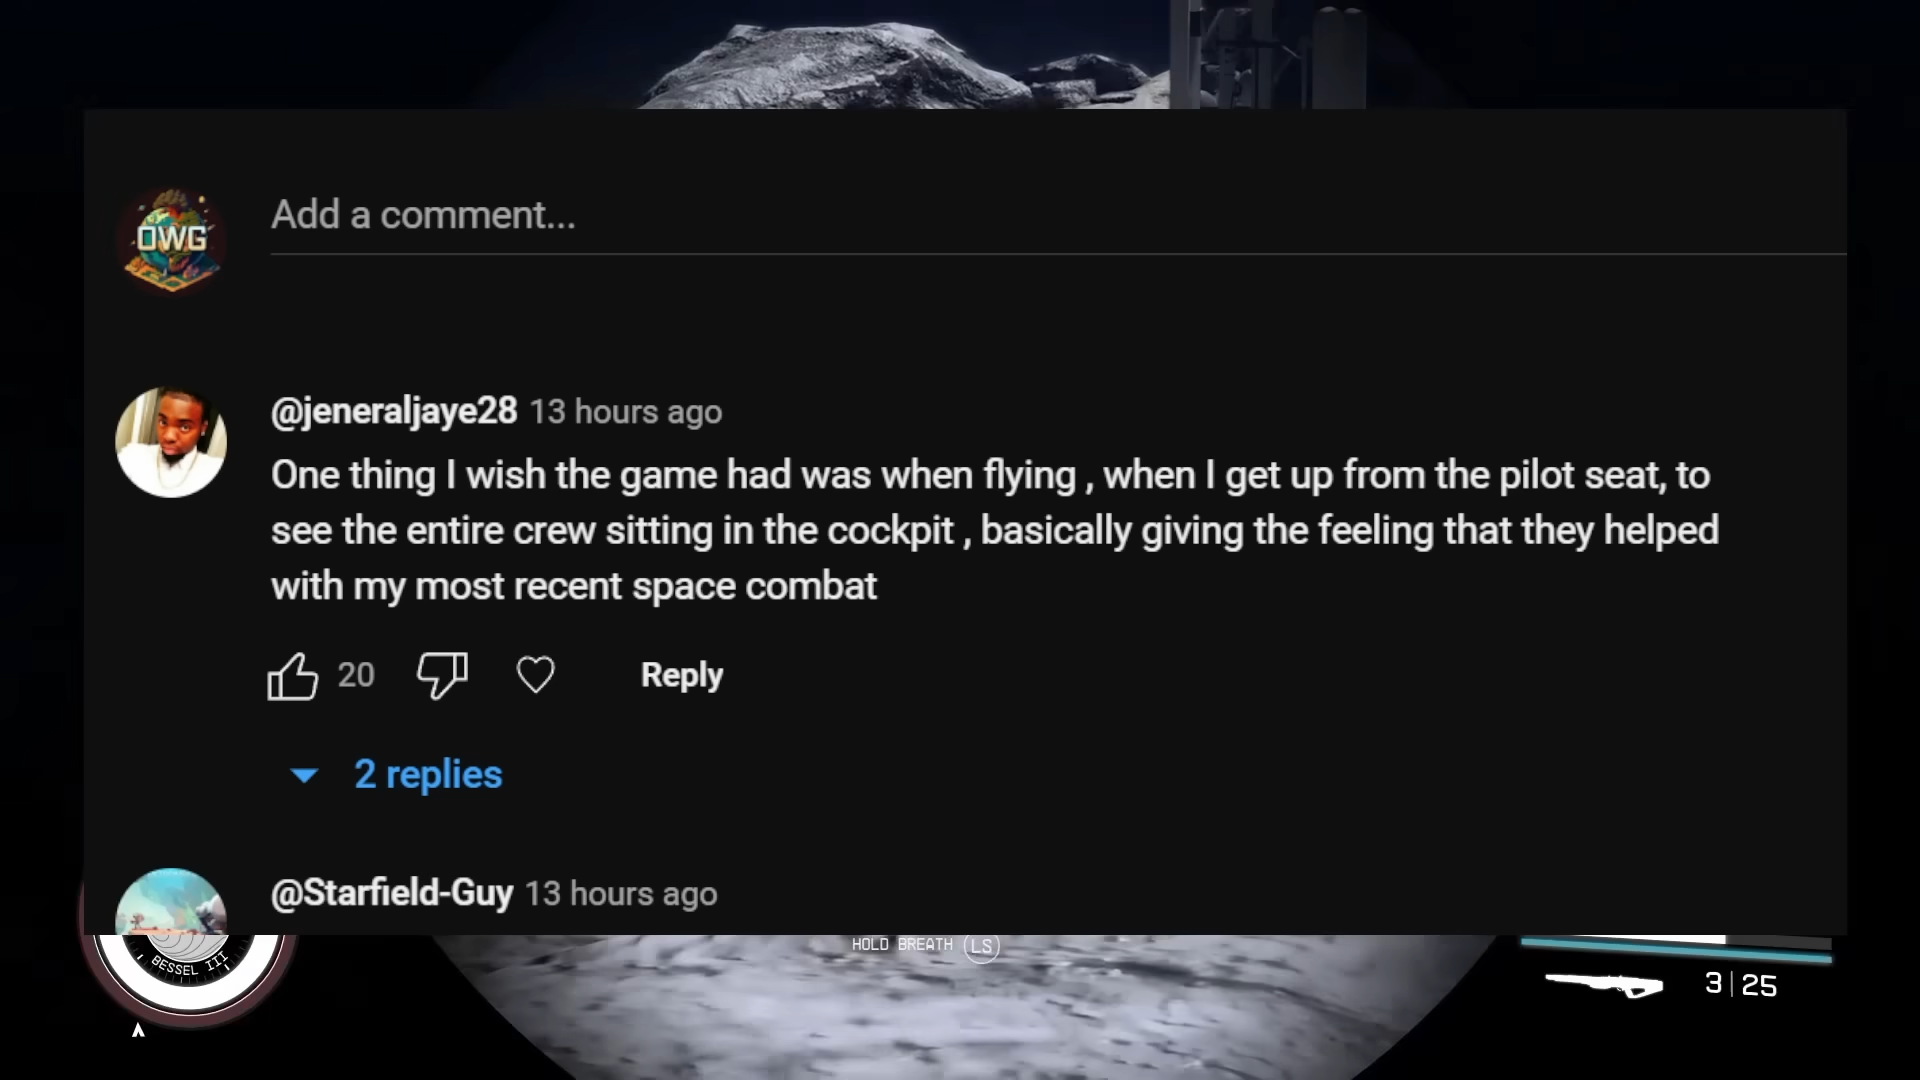 OWG
Add a comment...
@jeneraljaye28 13 hours ago
One thing I wish the game had was when flying , when I get up from the pilot seat, to
see the entire crew sitting in the cockpit , basically giving the feeling that they helped
with my most recent space combat
20
Reply
2 replies
@Starfield-Guy 13 hours ago
BESSEL III
HOLD BREATH LS
3 | 25